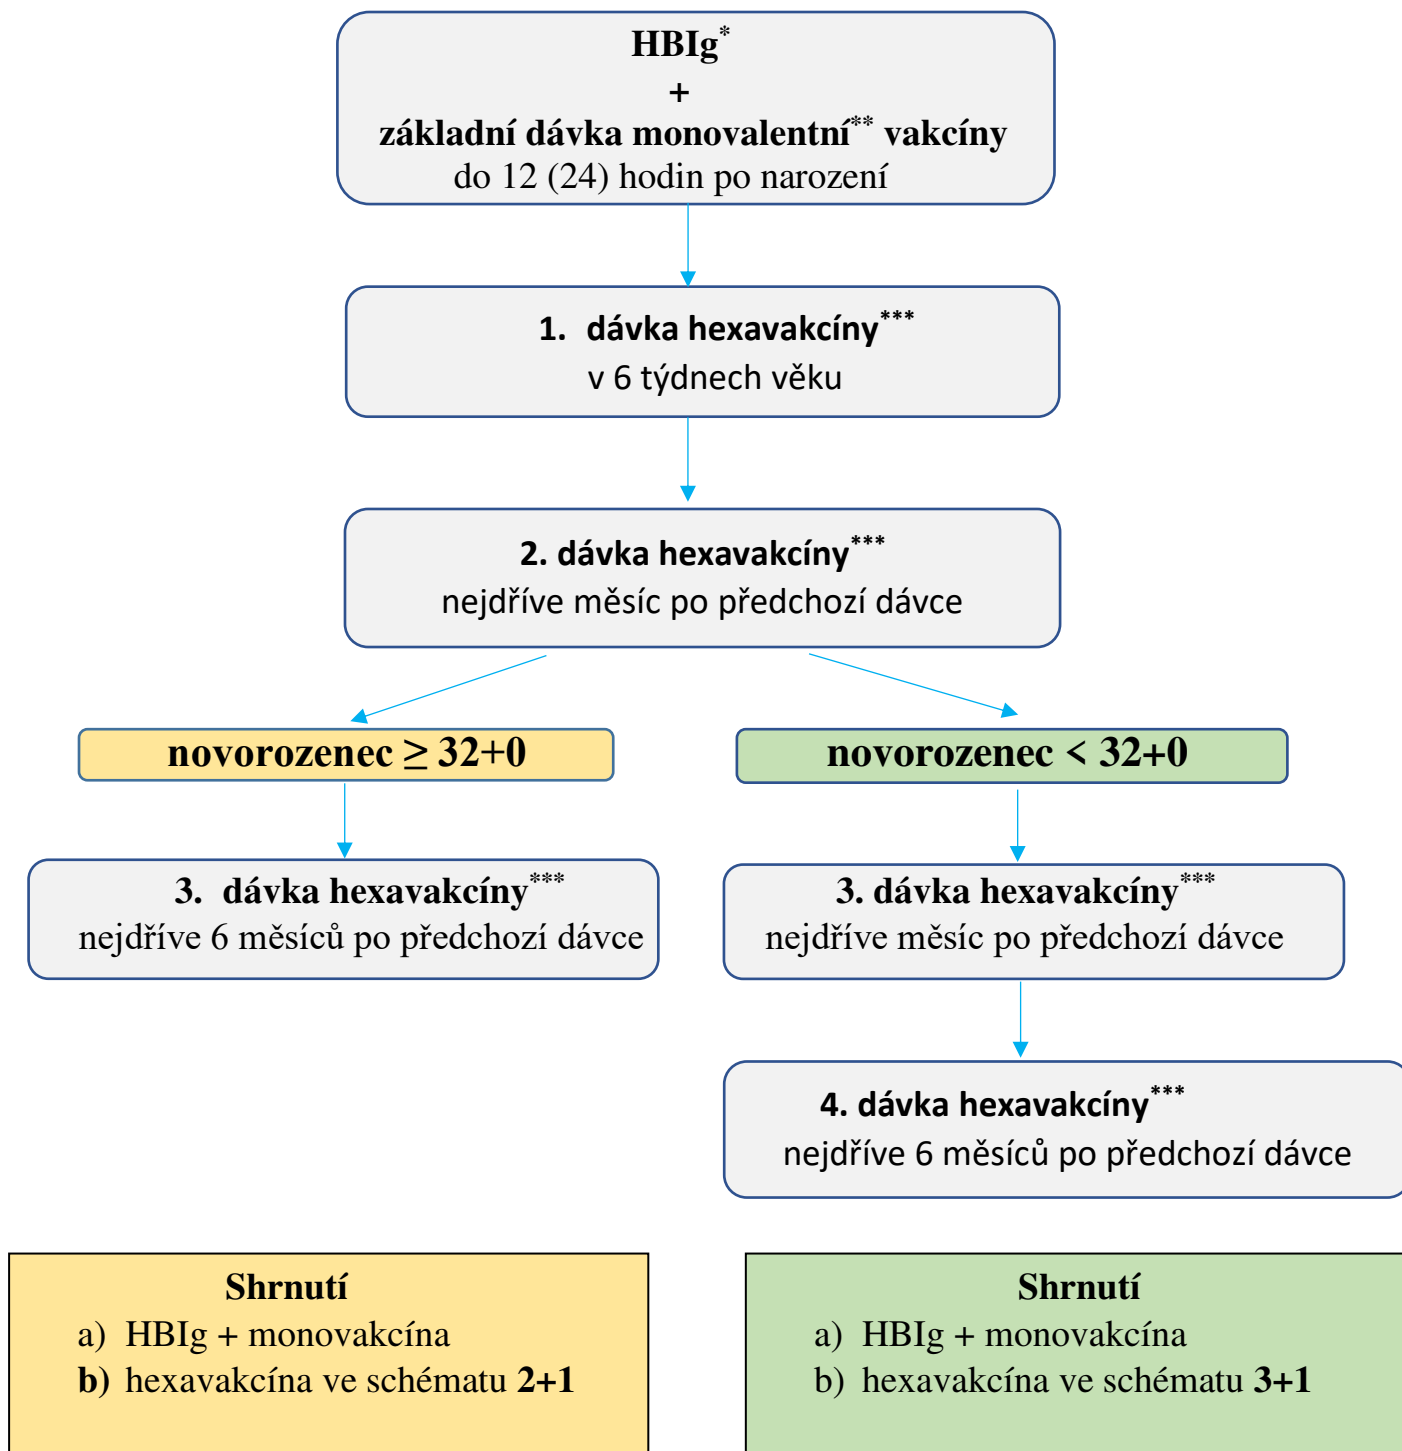 HBIg*
+
základní dávka monovalentní** vakcíny
do 12 (24) hodin po narození
1. dávka hexavakcíny***
v 6 týdnech věku
2. dávka hexavakcíny***
nejdříve měsíc po předchozí dávce
novorozenec ≥ 32+0
novorozenec < 32+0
3. dávka hexavakcíny***
nejdříve 6 měsíců po předchozí dávce
3. dávka hexavakcíny***
nejdříve měsíc po předchozí dávce
4. dávka hexavakcíny***
nejdříve 6 měsíců po předchozí dávce
Shrnutí
a) HBIg + monovakcína
b) hexavakcína ve schématu 2+1
Shrnutí
a) HBIg + monovakcína
b) hexavakcína ve schématu 3+1